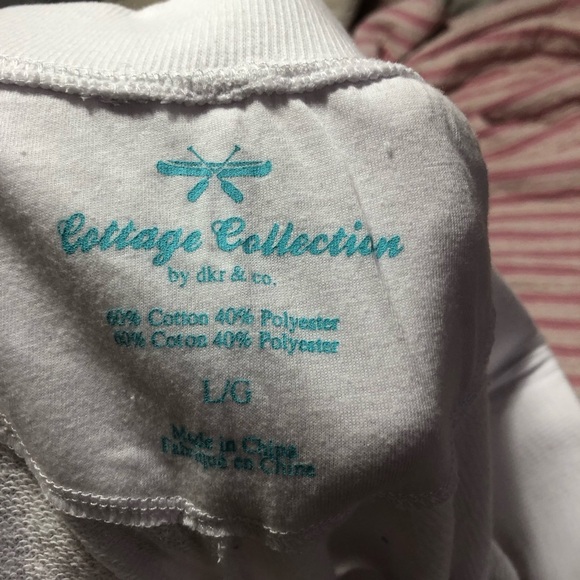 Cottage Collection
by dkr & co.
60% Cotton 40% Polyester
60% Coton 40% Polyester
L/G
Made in China
Fabriqué en Chine